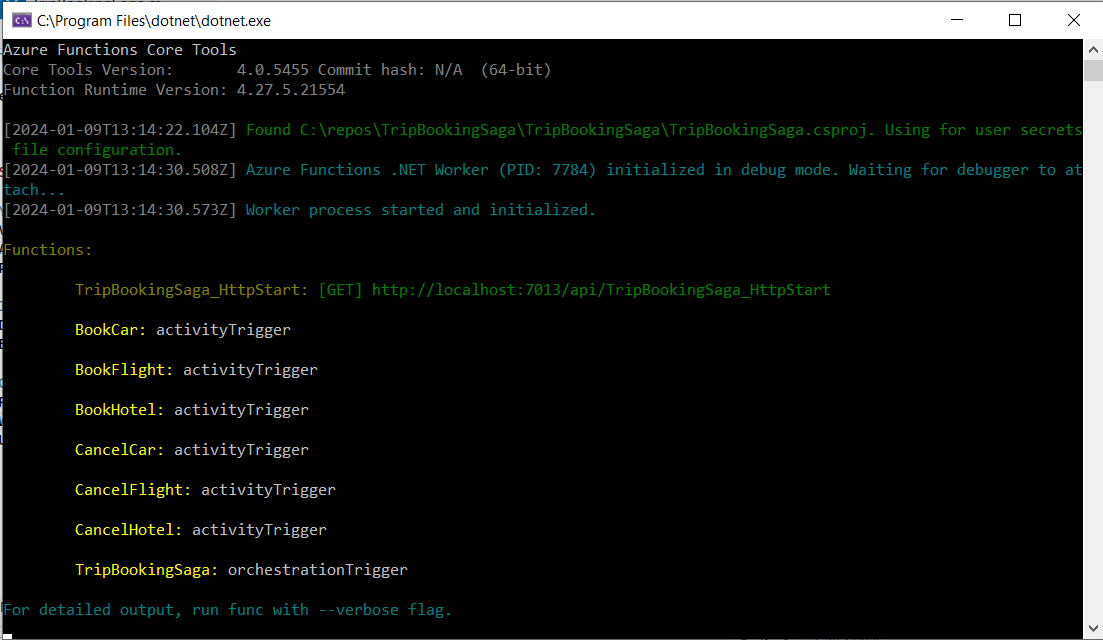 C:\Program Files\dotnet\dotnet.exe
Azure Functions Core Tools
Core Tools Version:       4.0.5455 Commit hash: N/A  (64-bit)
Function Runtime Version: 4.27.5.21554
[2024-01-09T13:14:22.104Z] Found C:\repos\TripBookingSaga\TripBookingSaga\TripBookingSaga.csproj. Using for user secrets
 file configuration.
[2024-01-09T13:14:30.508Z] Azure Functions .NET Worker (PID: 7784) initialized in debug mode. Waiting for debugger to at
tach...
[2024-01-09T13:14:30.573Z] Worker process started and initialized.
Functions:
TripBookingSaga_HttpStart: [GET] http://localhost:7013/api/TripBookingSaga_HttpStart
BookCar: activityTrigger
BookFlight: activityTrigger
BookHotel: activityTrigger
CancelCar: activityTrigger
CancelFlight: activityTrigger
CancelHotel: activityTrigger
TripBookingSaga: orchestrationTrigger
For detailed output, run func with --verbose flag.